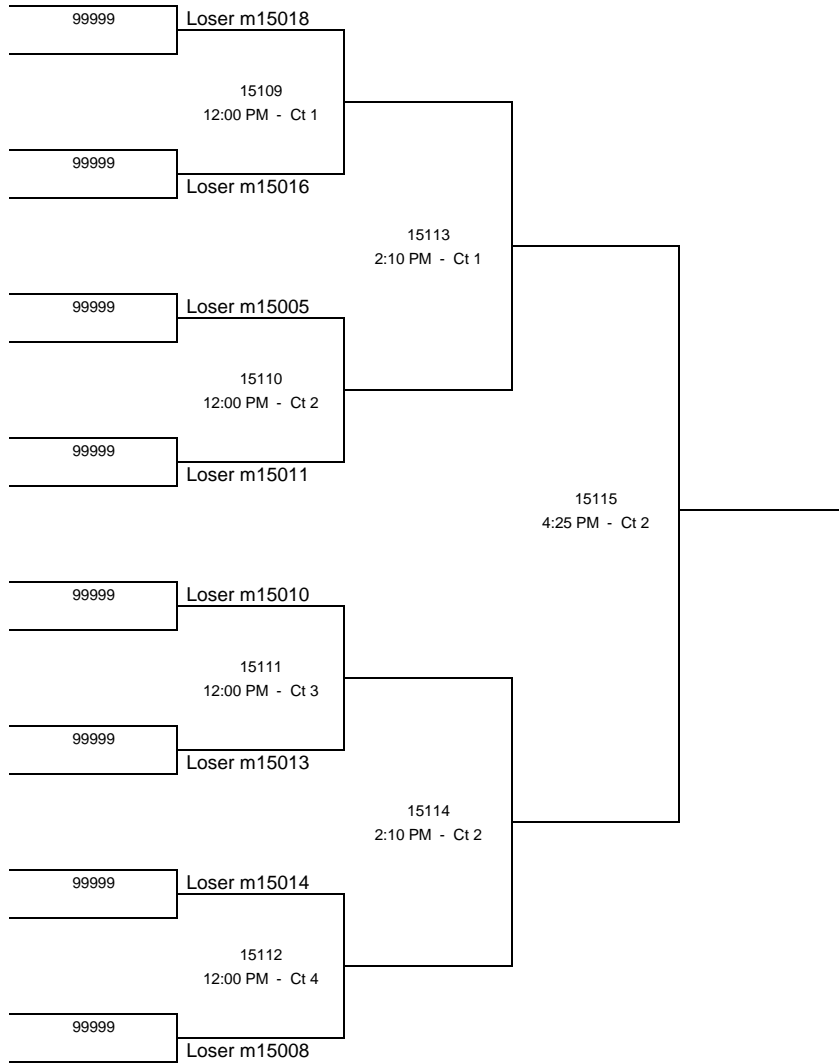 99999
Loser m15018
15109
12:00 PM - Ct 1
99999
Loser m15016
15113
2:10 PM - Ct 1
99999
Loser m15005
15110
12:00 PM - Ct 2
99999
Loser m15011
15115
4:25 PM - Ct 2
99999
Loser m15010
15111
12:00 PM - Ct 3
99999
Loser m15013
15114
2:10 PM - Ct 2
99999
Loser m15014
15112
12:00 PM - Ct 4
99999
Loser m15008